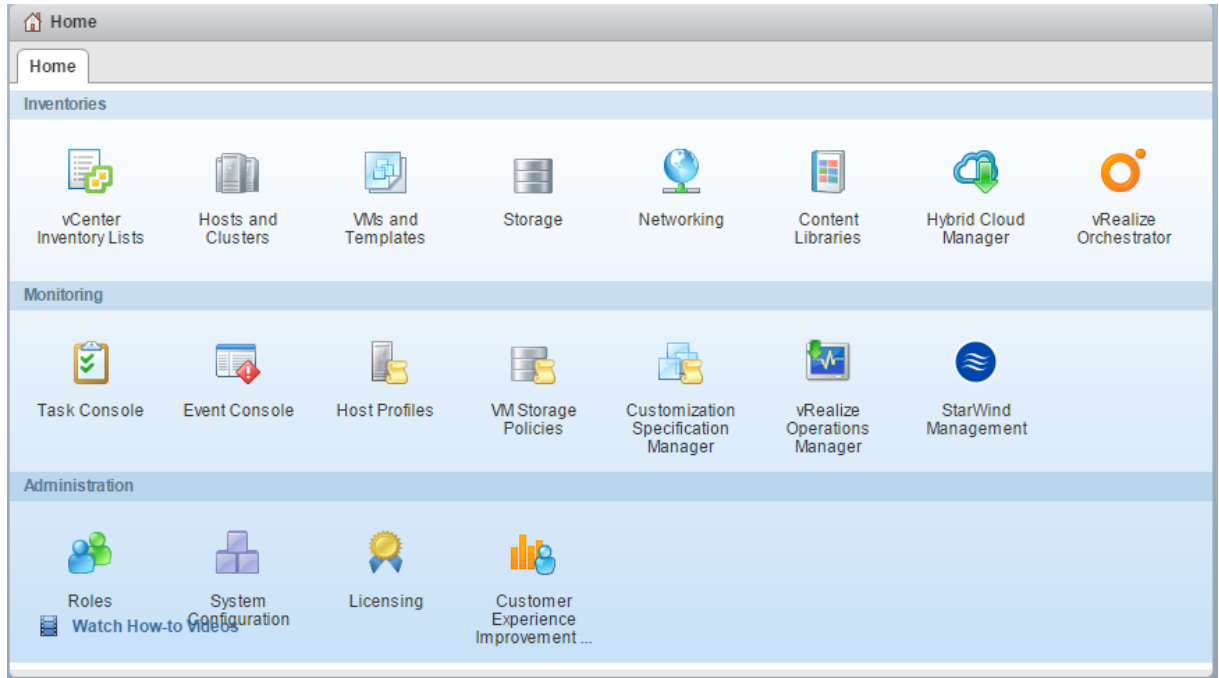 Home
Home
Inventories
vCenter
Inventory Lists
Hosts and
Clusters
VMs and
Templates
Storage
Networking
Content
Libraries
Hybrid Cloud
Manager
vRealize
Orchestrator
Monitoring
Task Console
Event Console
Host Profiles
VM Storage
Policies
Customization
Specification
Manager
vRealize
Operations
Manager
StarWind
Management
Administration
Roles
System
Configuration
Licensing
Customer
Experience
Improvement ...
Watch How-to Videos